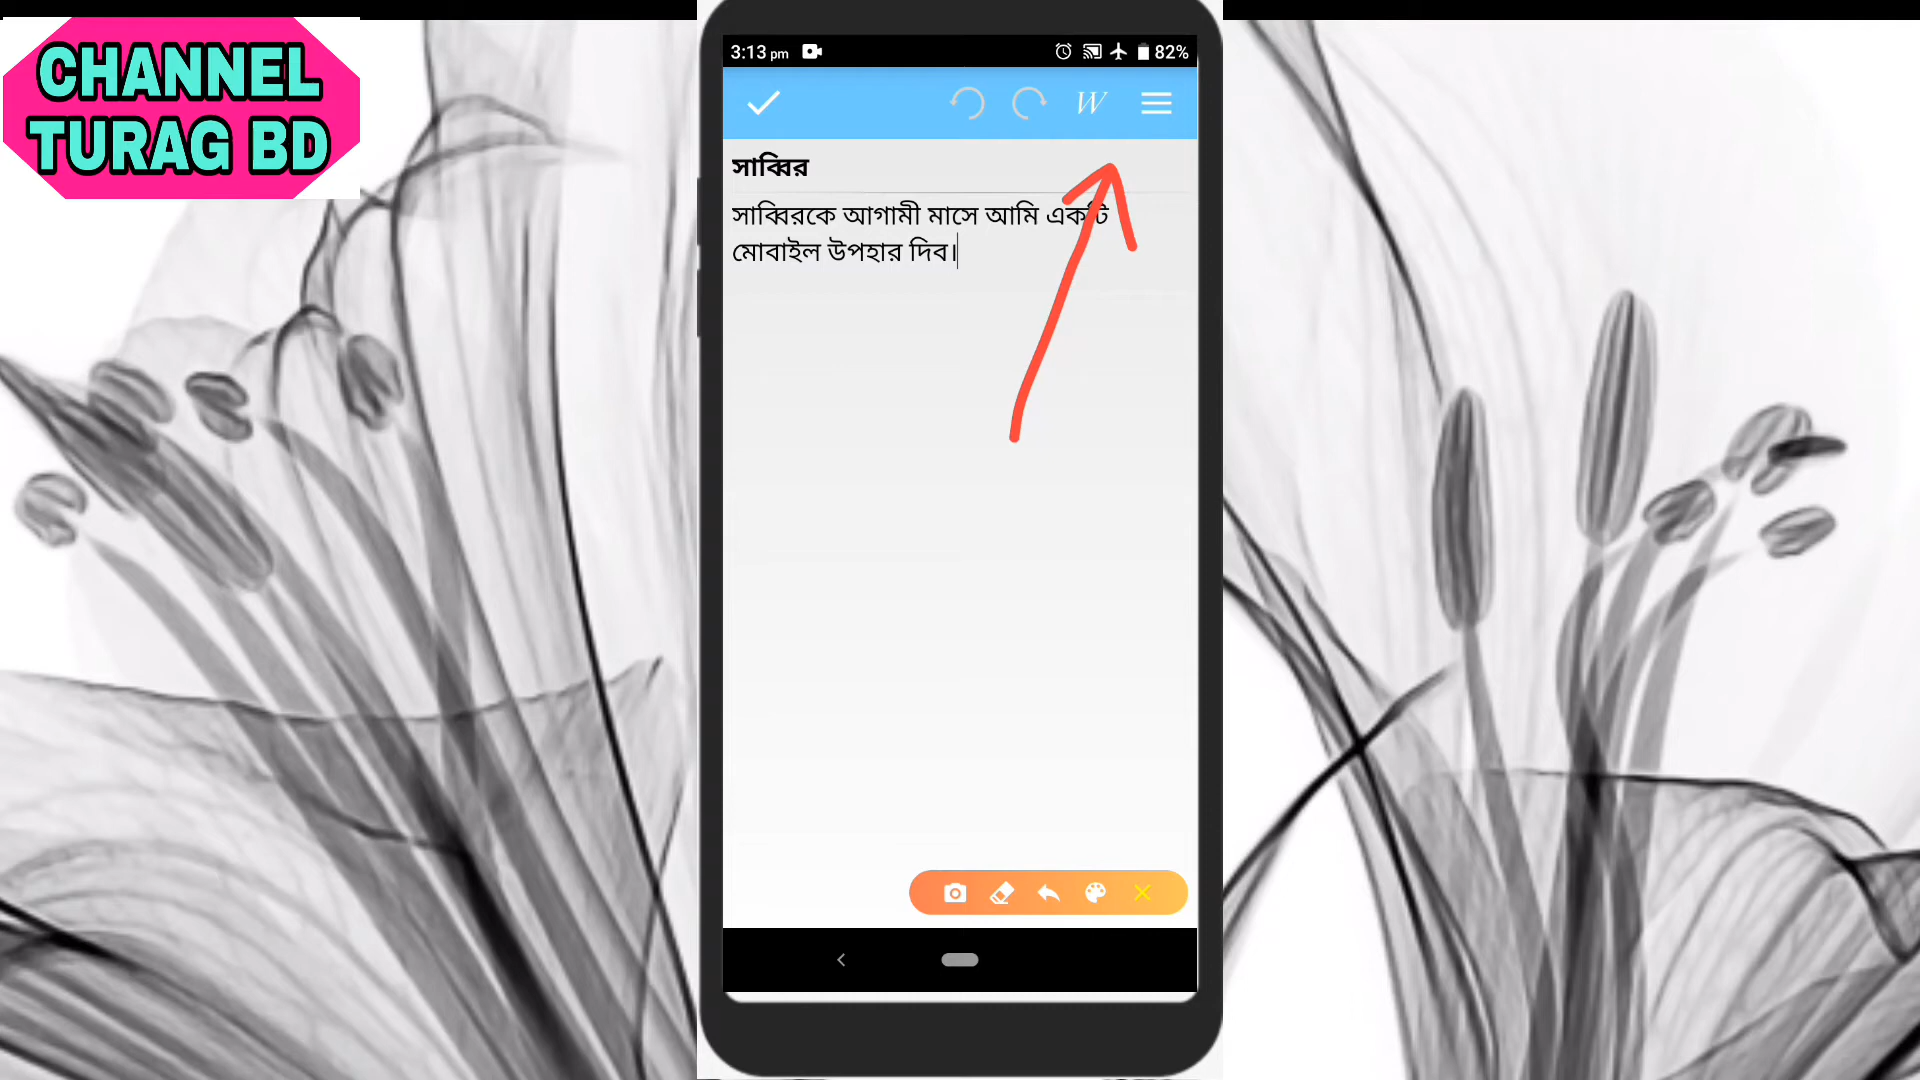 CHANNEL
TURAG BD
3:13 pm
82%
W
সাব্বির
সাব্বিরকে আগামী মাসে আমি একটি
মোবাইল উপহার দিব।